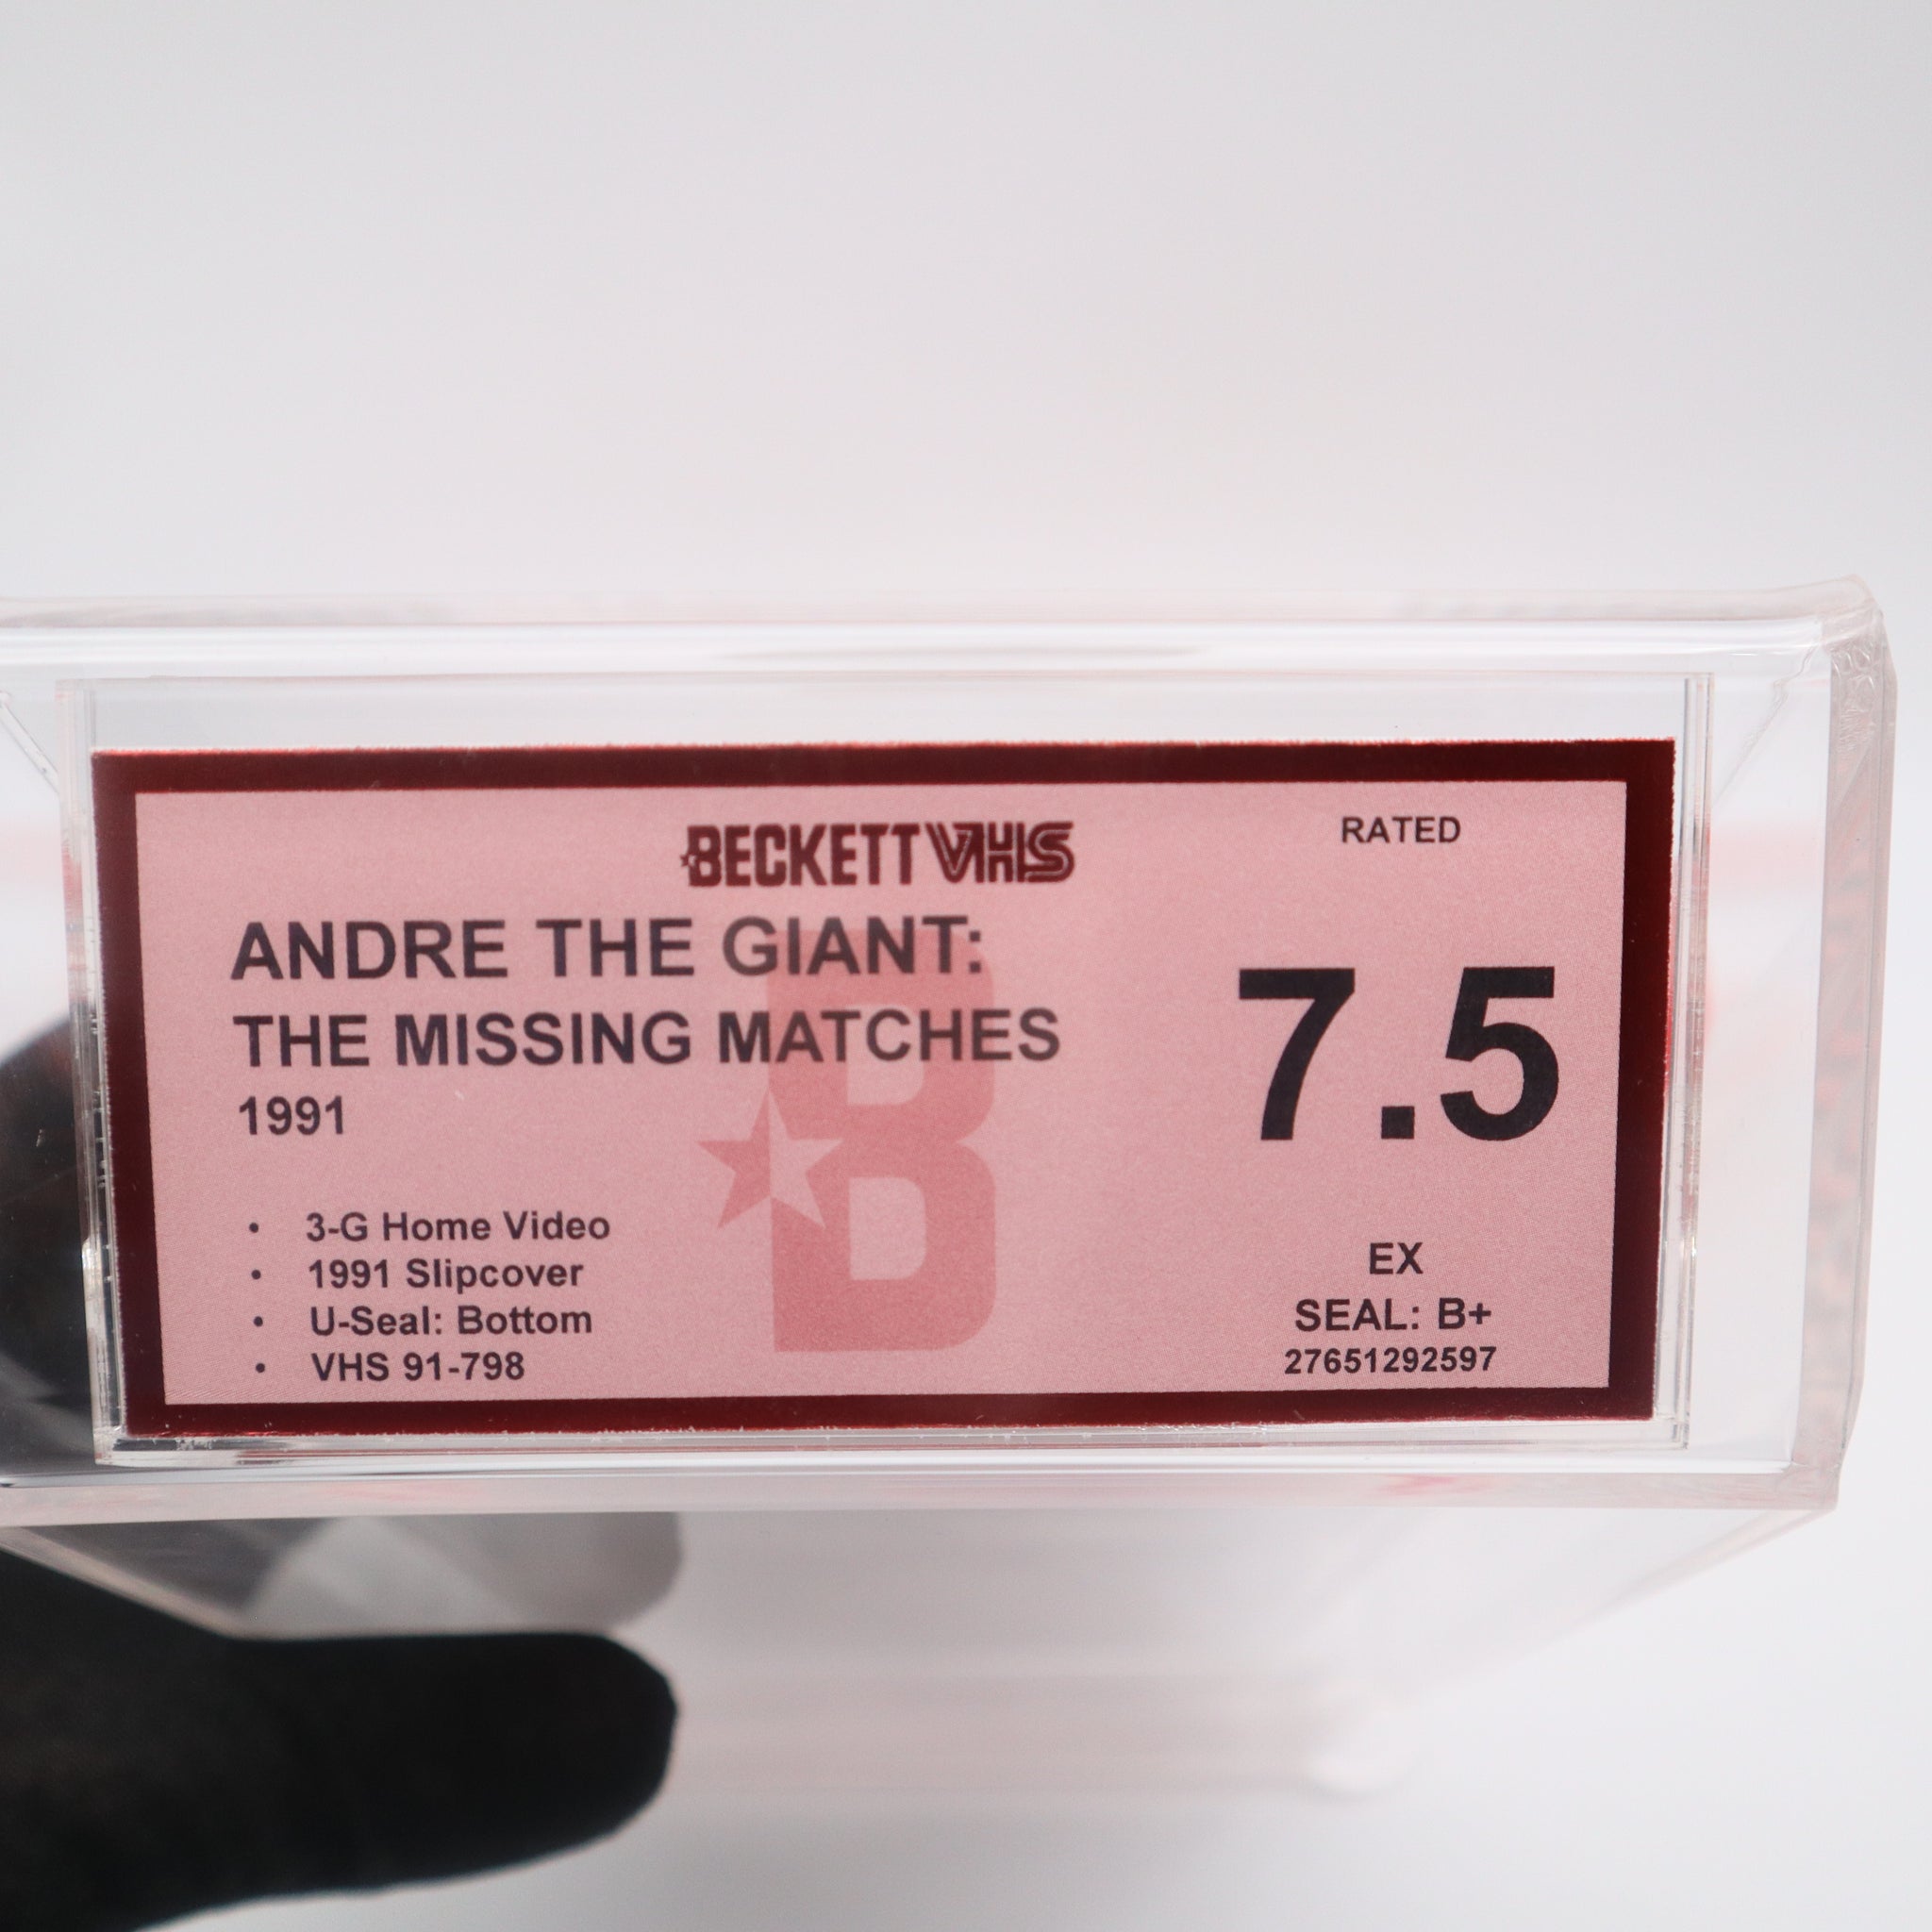 BECKETT VHS
RATED
ANDRE THE GIANT:
THE MISSING MATCHES
1991
7.5
• 3-G Home Video
• 1991 Slipcover
• U-Seal: Bottom
• VHS 91-798
EX
SEAL: B+
27651292597
B